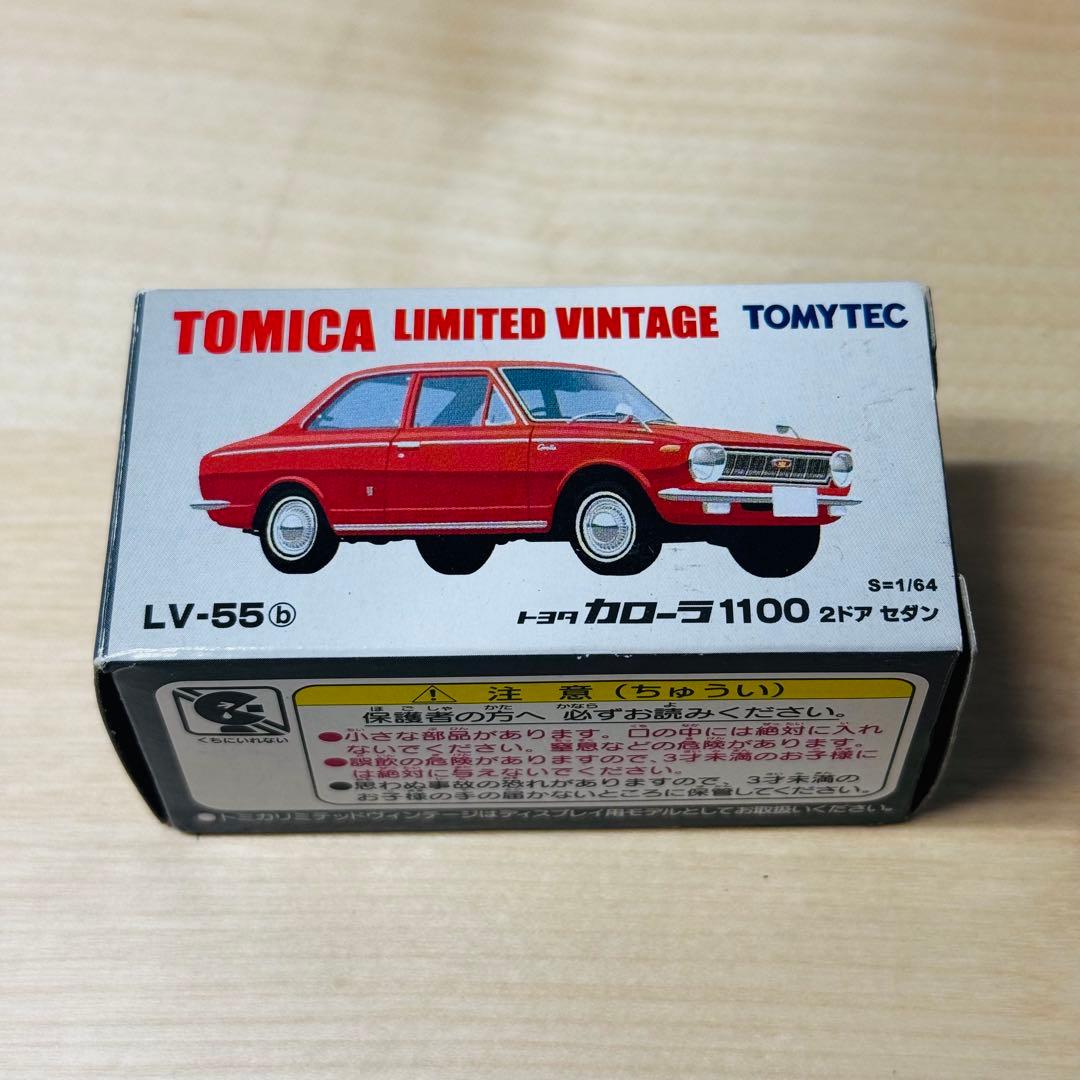 TOMICA LIMITED VINTAGE TOMYTEC
Corolla
S=1/64
LV-55ⓑ トヨタ カローラ1100 2ドア セダン
⚠ 注意(ちゅうい)
保護者の方へ 必ずお読みください。
くちにいれない
●小さな部品があります。口の中には絶対に入れ
ないでください。窒息などの危険があります。
●誤飲の危険がありますので、3才未満のお子様に
は絶対に与えないでください。
●思わぬ事故の恐れがありますので、3才未満の
お子様の手の届かないところに保管してください。
●トミカリミテッドヴィンテージはディスプレイ用モデルとしてお取扱いください。